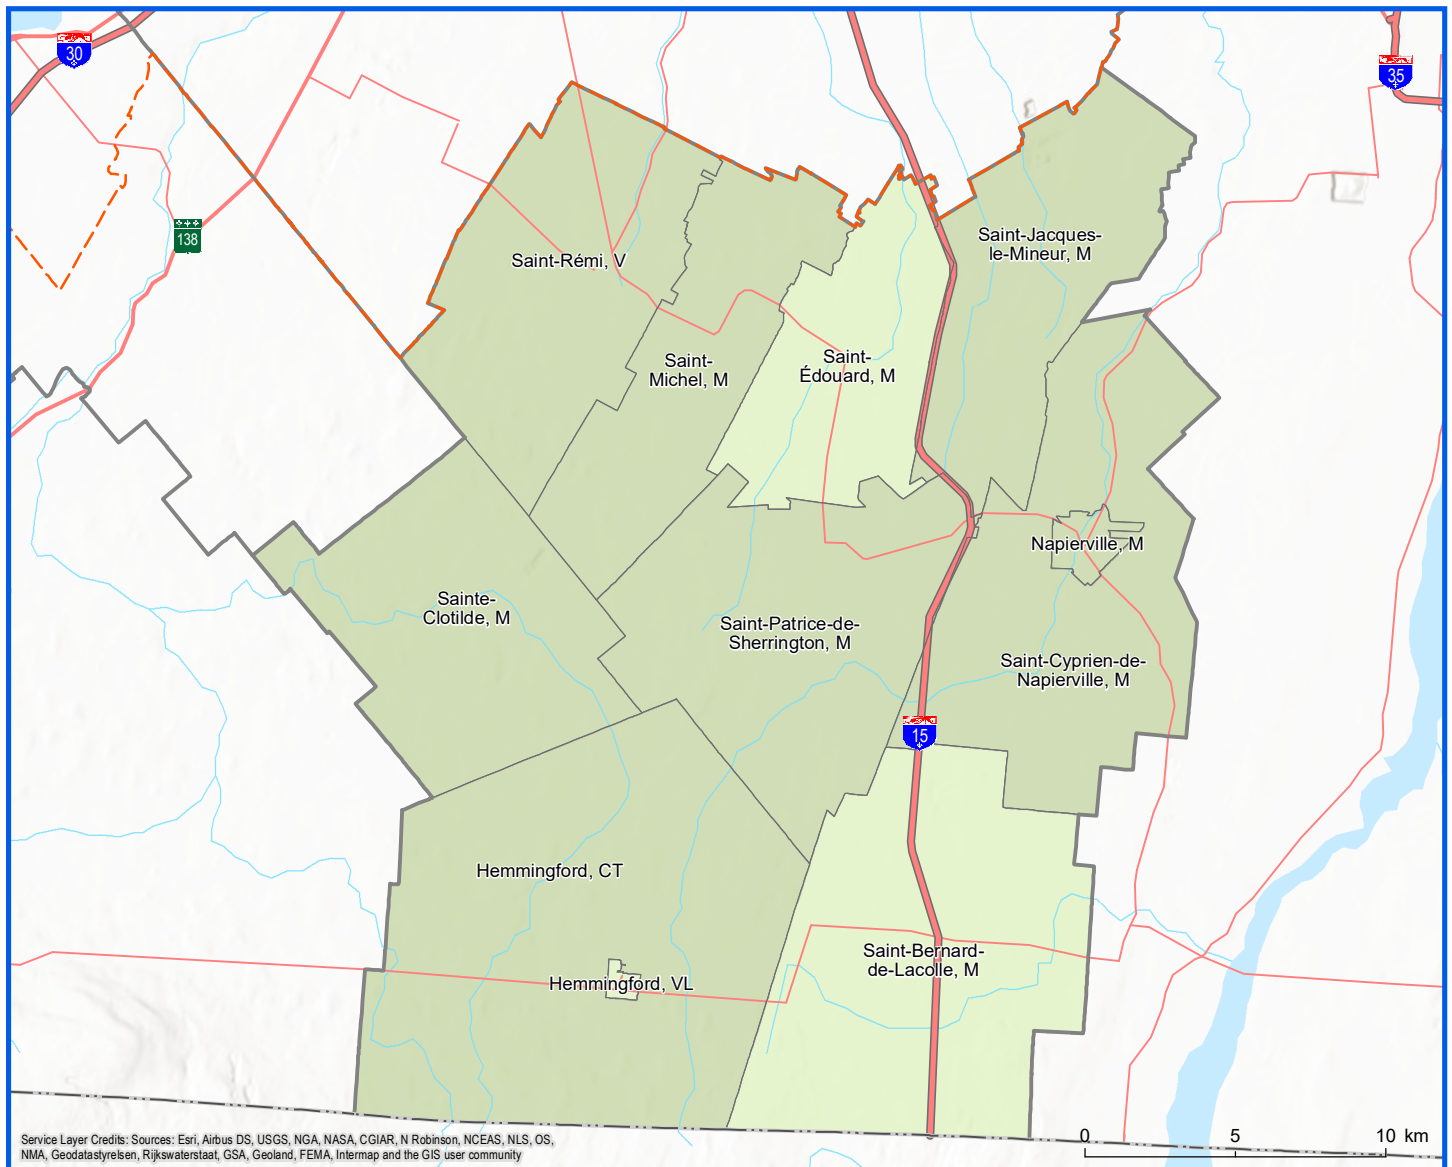 30
35
138
Saint-Jacques-
le-Mineur, M
Saint-Rémi, V
Saint-
Michel, M
Saint-
Édouard, M
Napierville, M
Sainte-
Clotilde, M
Saint-Patrice-de-
Sherrington, M
Saint-Cyprien-de-
Napierville, M
15
Hemmingford, CT
Saint-Bernard-
de-Lacolle, M
Hemmingford, VL
0 5 10 km
Service Layer Credits: Sources: Esri, Airbus DS, USGS, NGA, NASA, CGIAR, N Robinson, NCEAS, NLS, OS,
NMA, Geodatastyrelsen, Rijkswaterstaat, GSA, Geoland, FEMA, Intermap and the GIS user community